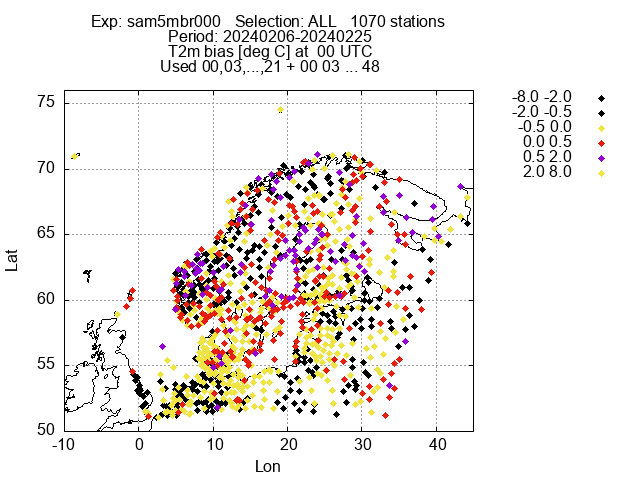 Exp: sam5mbr000 Selection: ALL 1070 stations
Period: 20240206-20240225
T2m bias [deg C] at 00 UTC
Used 00,03,...,21 + 00 03 ... 48
-8.0 -2.0
-2.0 -0.5
-0.5 0.0
0.0 0.5
0.5 2.0
2.0 8.0
75
70
65
60
55
50
Lat
-10 0 10 20 30 40
Lon